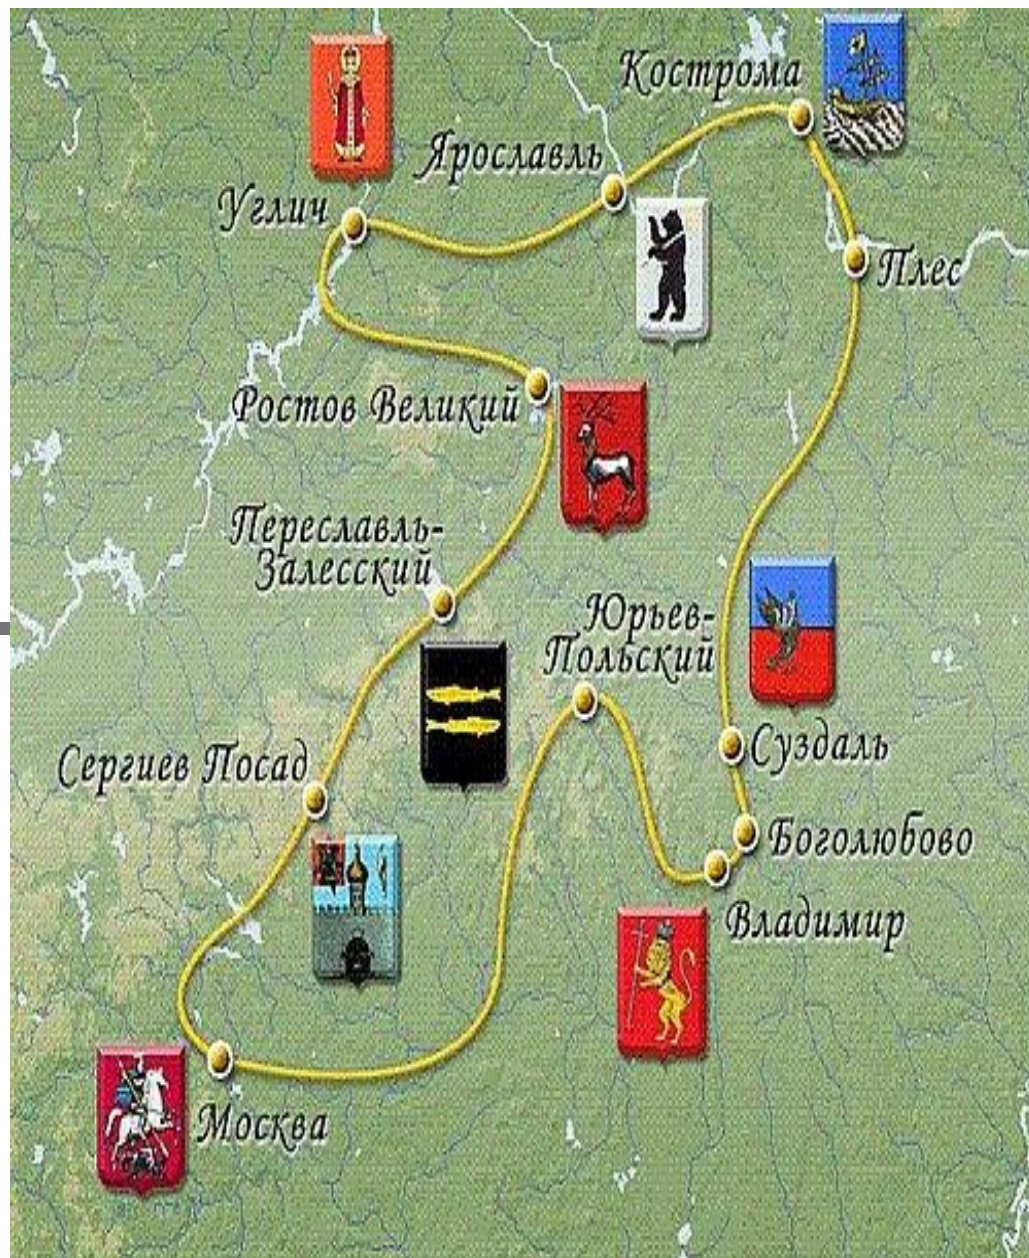 Кострома
Ярославль
Углич
Плес
Ростов Великий
Переславль-
Залесский
Юрьев-
Польский
Суздаль
Сергиев Посад
Боголюбово
Владимир
Москва